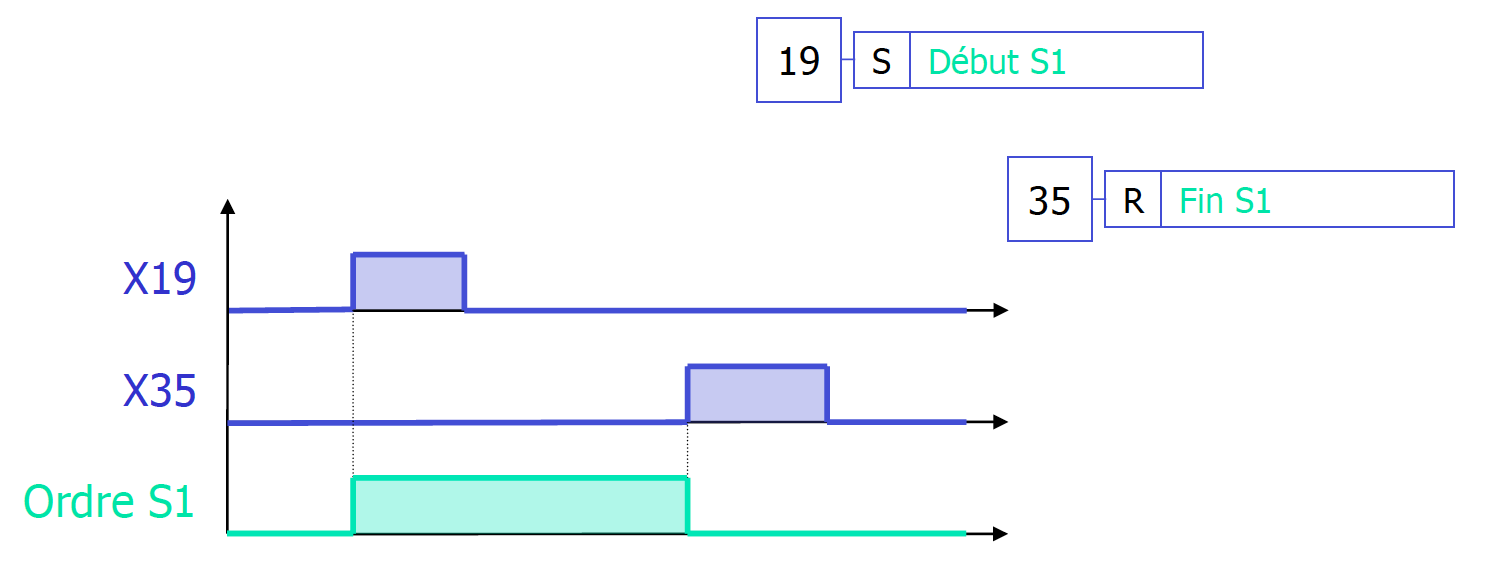 19 S Début S1
35 R Fin S1
X19
X35
Ordre S1